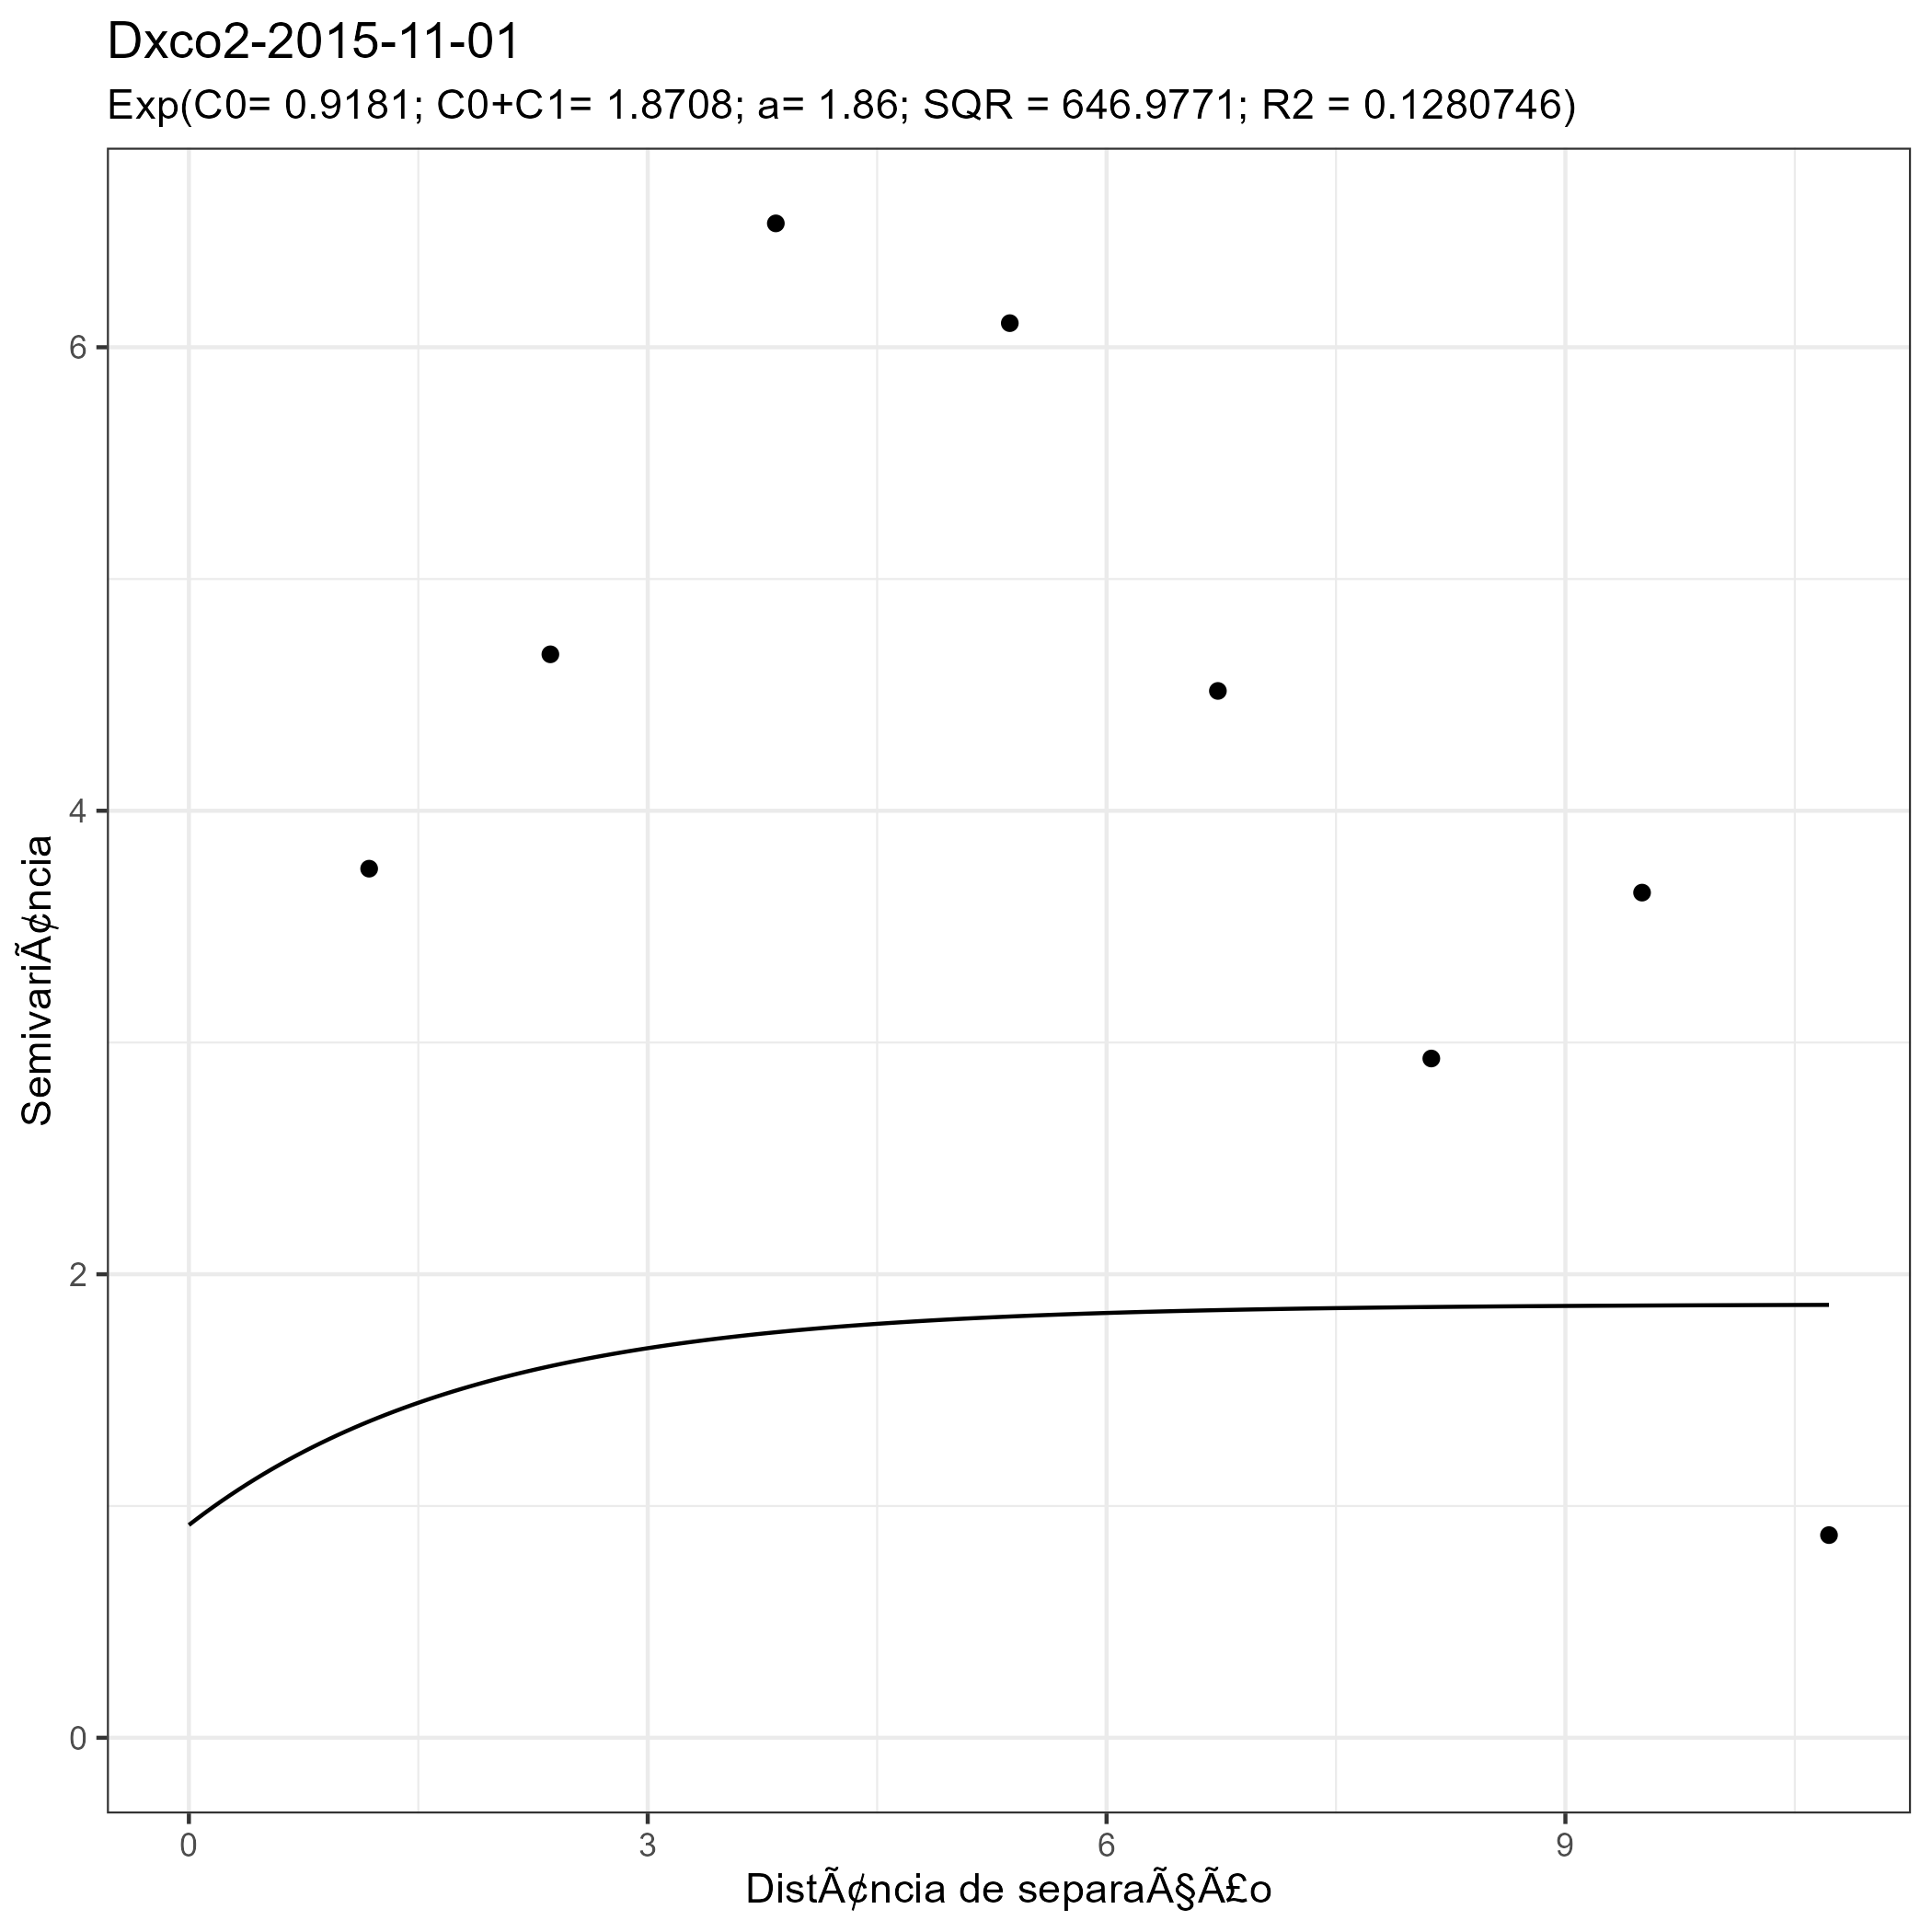 Dxco2-2015-11-01
Exp(C0= 0.9181; C0+C1= 1.8708; a= 1.86; SQR = 646.9771; R2 = 0.1280746)
6
4
2
0
SemivariÃ¢ncia
0 3 6 9
DistÃ¢ncia de separaÃ§Ã£o